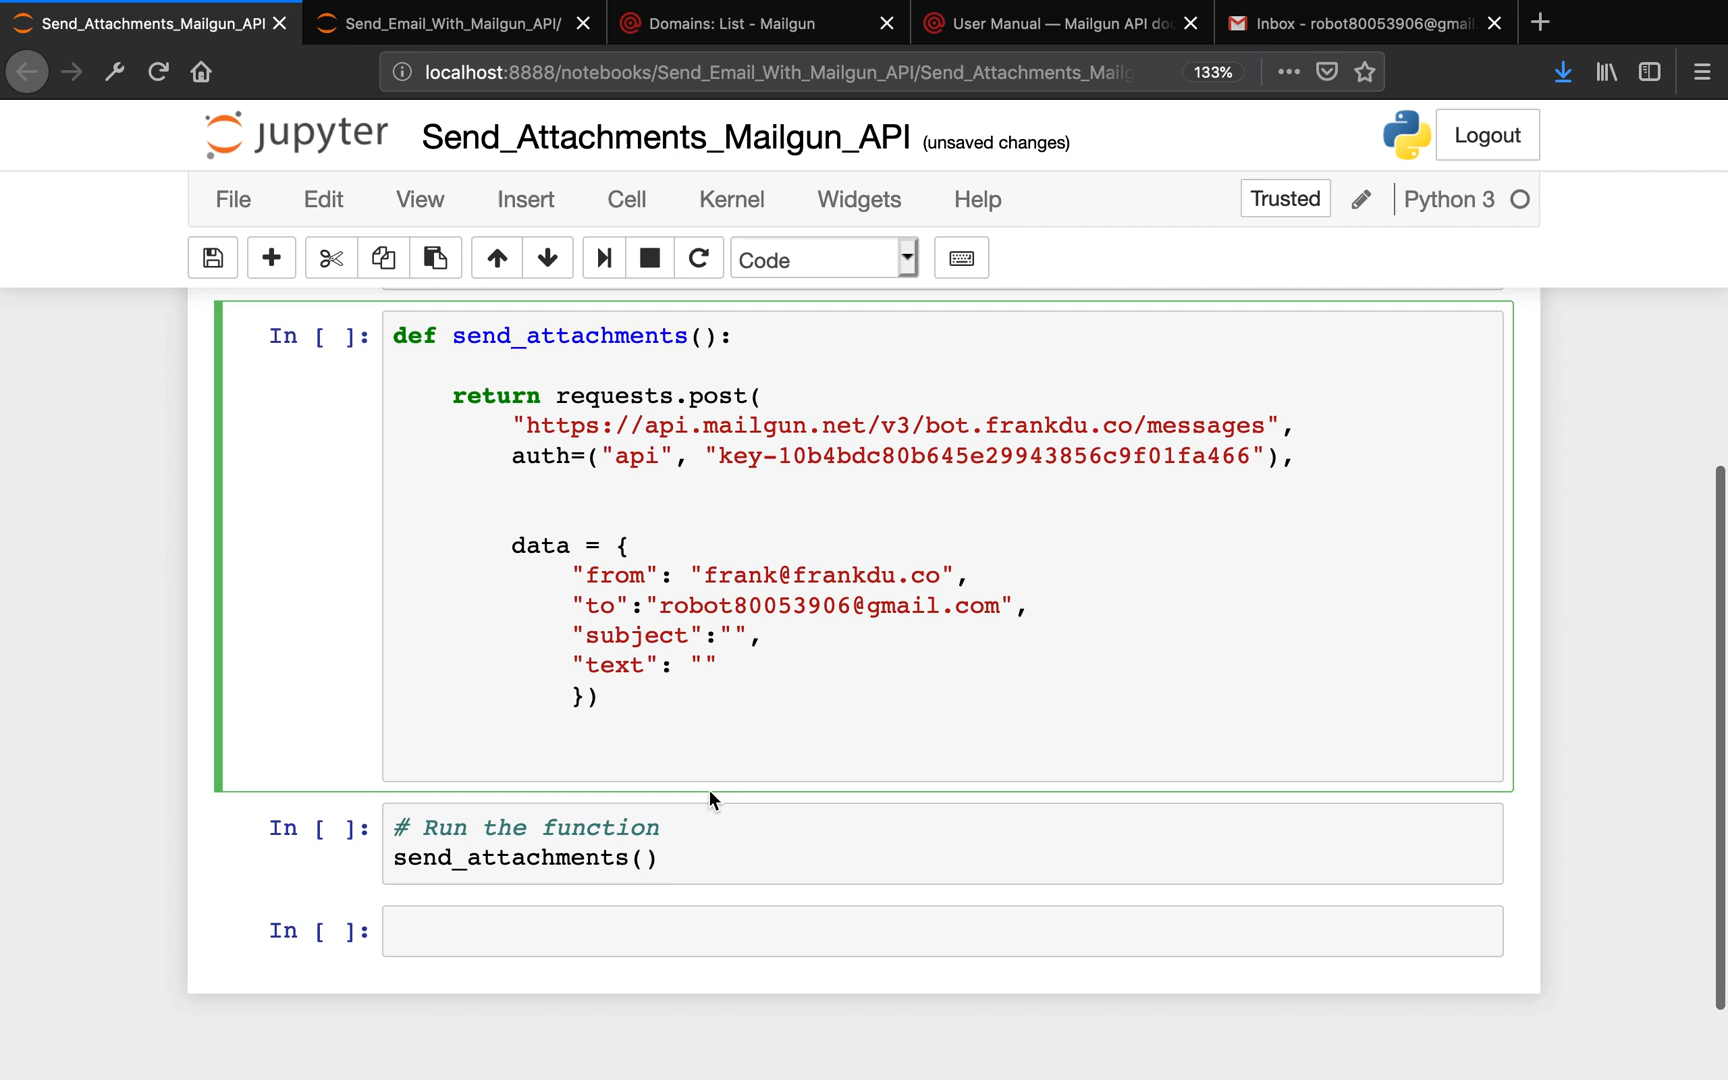 Send_Attachments_Mailgun_API
Send_Email_With_Mailgun_API/
Domains: List - Mailgun
User Manual — Mailgun API doc
Inbox - robot80053906@gmail.
localhost:8888/notebooks/Send_Email_With_Mailgun_API/Send_Attachments_Mailg
133%
jupyter
Send_Attachments_Mailgun_API (unsaved changes)
Logout
File Edit View Insert Cell Kernel Widgets Help
Trusted
Python 3
Code
In [ ]: def send_attachments():
return requests.post(
"https://api.mailgun.net/v3/bot.frankdu.co/messages",
auth=("api", "key-10b4bdc80b645e29943856c9f01fa466"),
data = {
"from": "frank@frankdu.co",
"to":"robot80053906@gmail.com",
"subject":"",
"text": ""
})
In [ ]: # Run the function
send_attachments()
In [ ]: